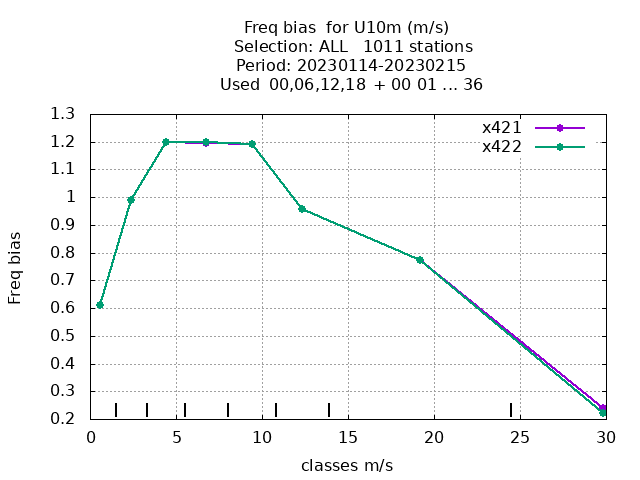 Freq bias  for U10m (m/s)
Selection: ALL   1011 stations
Period: 20230114-20230215
Used  00,06,12,18  + 00 01 ... 36
1.3
x421
1.2
x422
1.1
1
0.9
0.8
0.7
0.6
0.5
0.4
0.3
0.2
Freq bias
0 5 10 15 20 25 30
classes m/s